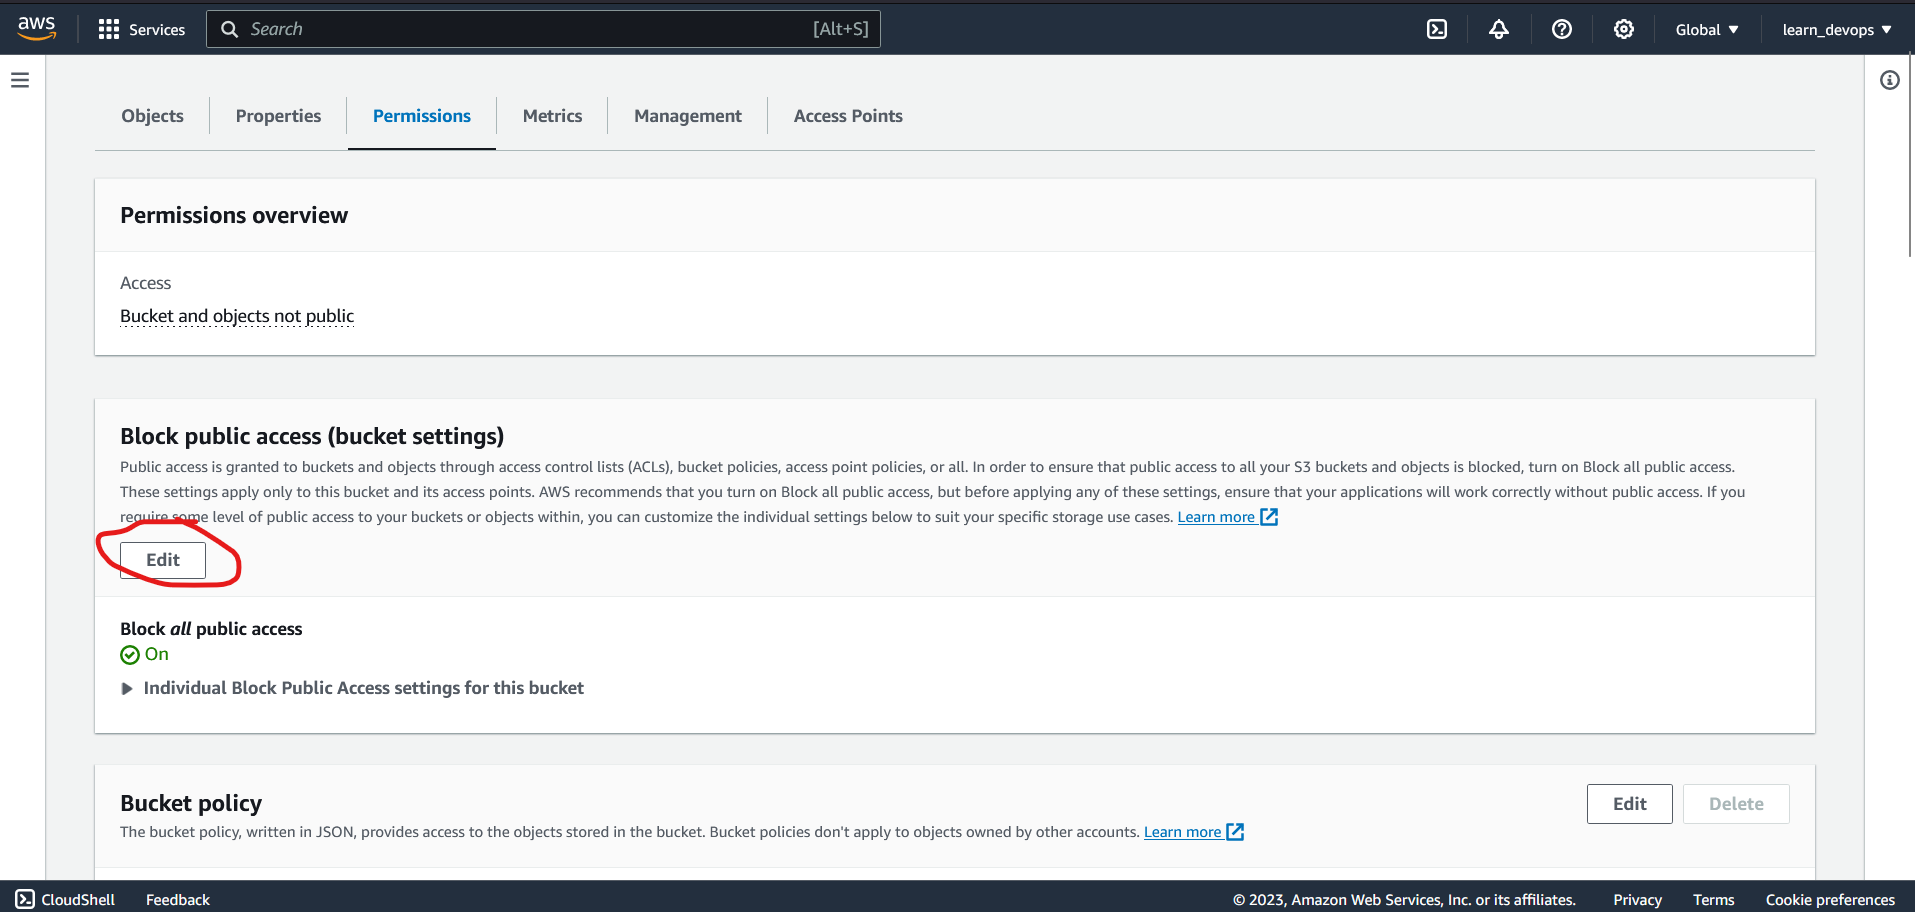 aws Services Search [Alt+S] Global learn_devops
Objects Properties Permissions Metrics Management Access Points
Permissions overview
Access
Bucket and objects not public
Block public access (bucket settings)
Public access is granted to buckets and objects through access control lists (ACLs), bucket policies, access point policies, or all. In order to ensure that public access to all your S3 buckets and objects is blocked, turn on Block all public access.
These settings apply only to this bucket and its access points. AWS recommends that you turn on Block all public access, but before applying any of these settings, ensure that your applications will work correctly without public access. If you
require some level of public access to your buckets or objects within, you can customize the individual settings below to suit your specific storage use cases. Learn more
Edit
Block all public access
On
Individual Block Public Access settings for this bucket
Bucket policy Edit Delete
The bucket policy, written in JSON, provides access to the objects stored in the bucket. Bucket policies don't apply to objects owned by other accounts. Learn more
CloudShell Feedback © 2023, Amazon Web Services, Inc. or its affiliates. Privacy Terms Cookie preferences